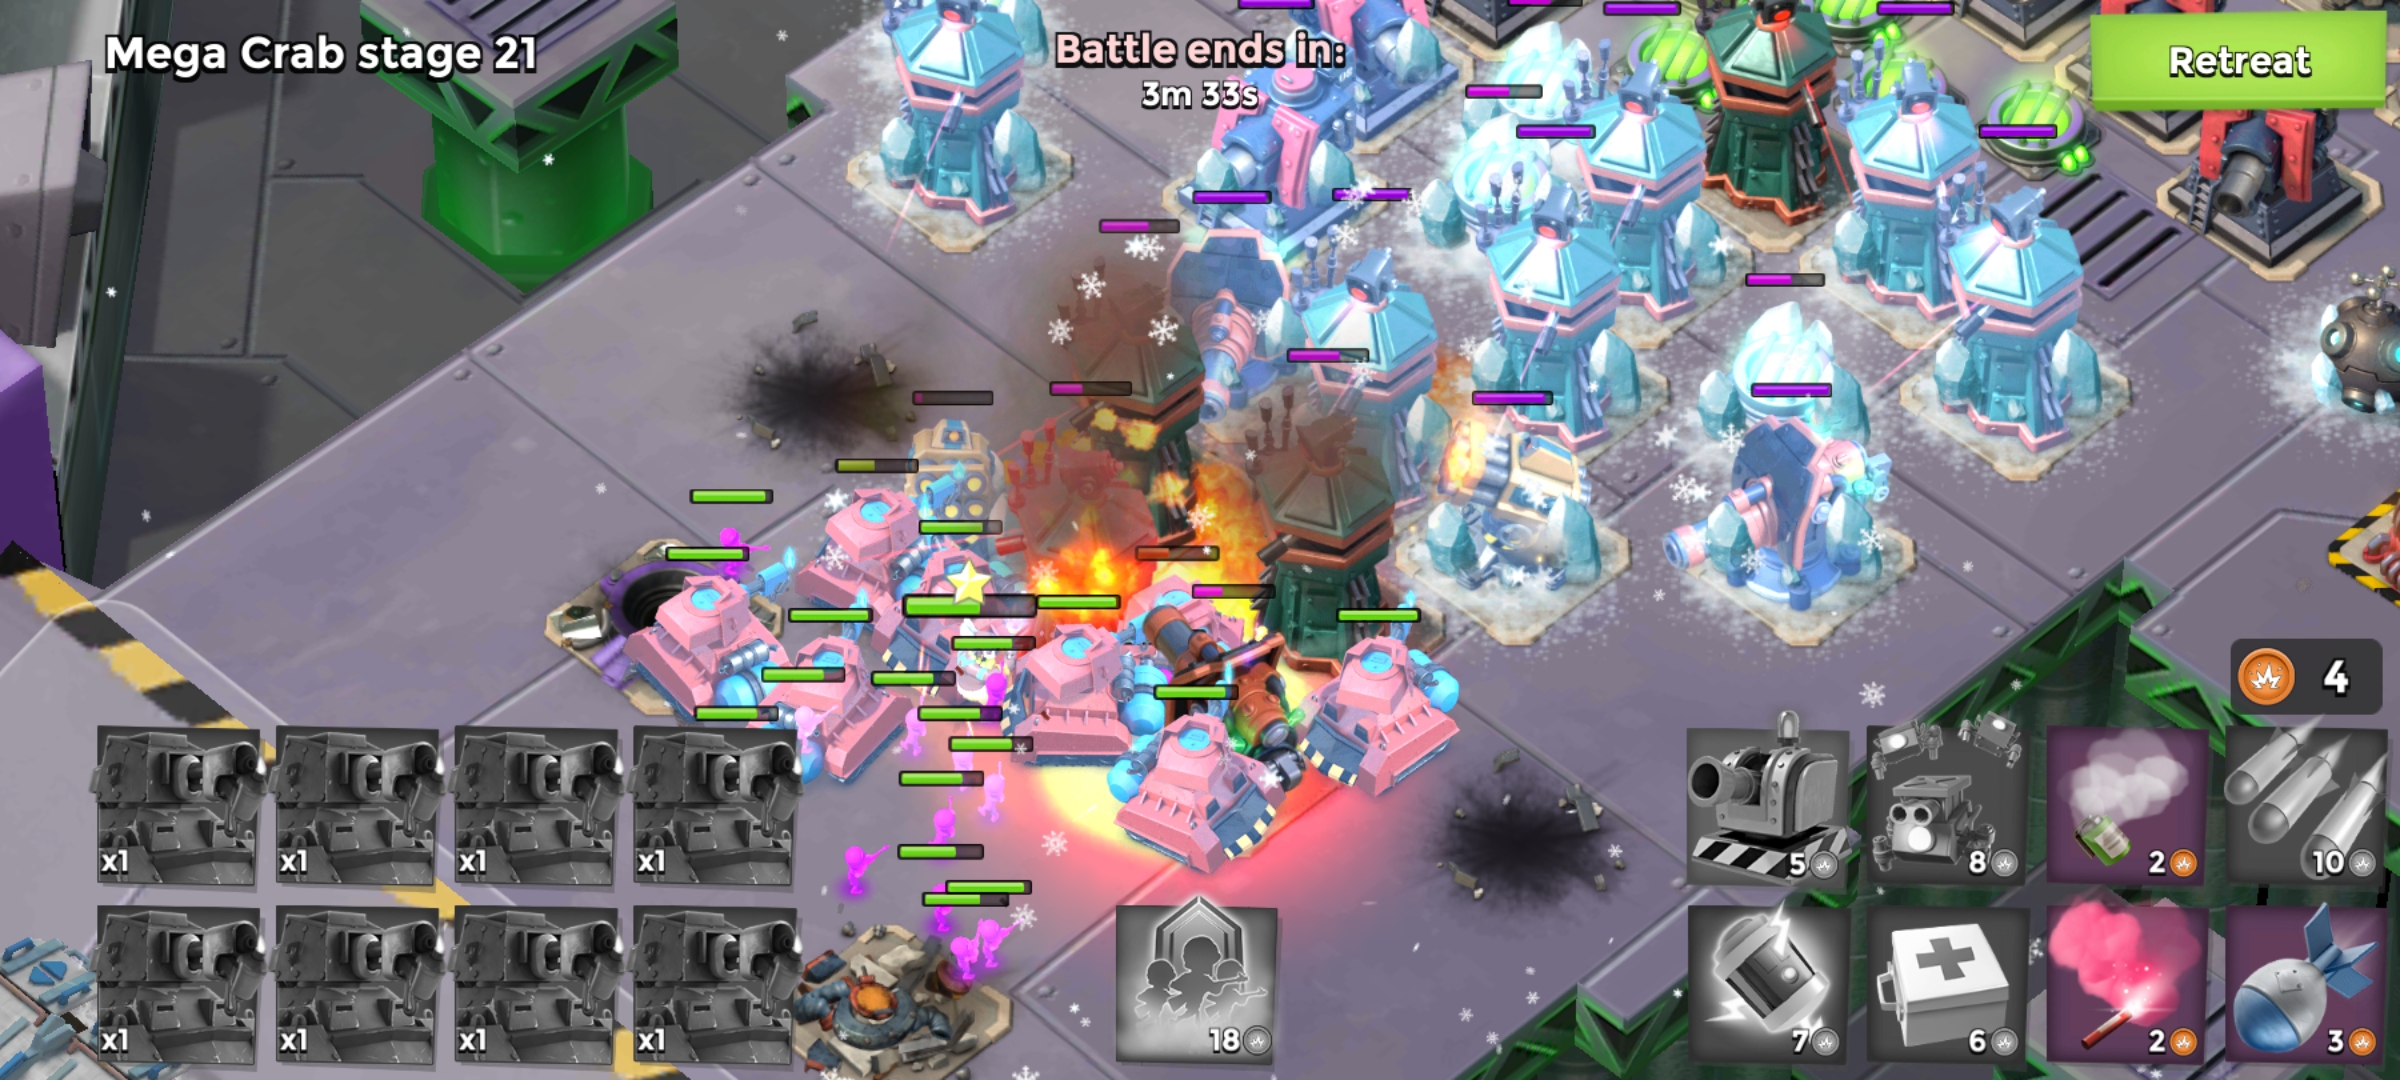 Mega Crab stage 21
Battle ends in:
3m 33s
Retreat
4
x1 x1 x1 x1
5 8 2 10
x1 x1 x1 x1
18
7 6 2 3